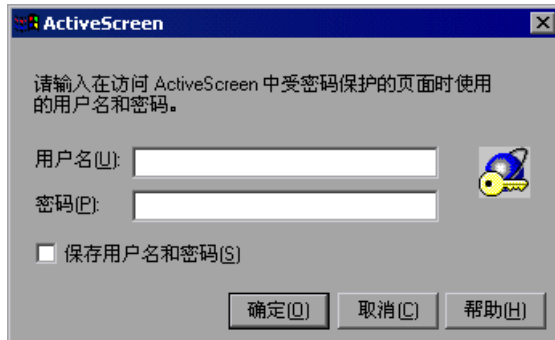 ActiveScreen
请输入在访问 ActiveScreen 中受密码保护的页面时使用
的用户名和密码。
用户名(U):
密码(P):
保存用户名和密码(S)
确定(O) 取消(C) 帮助(H)